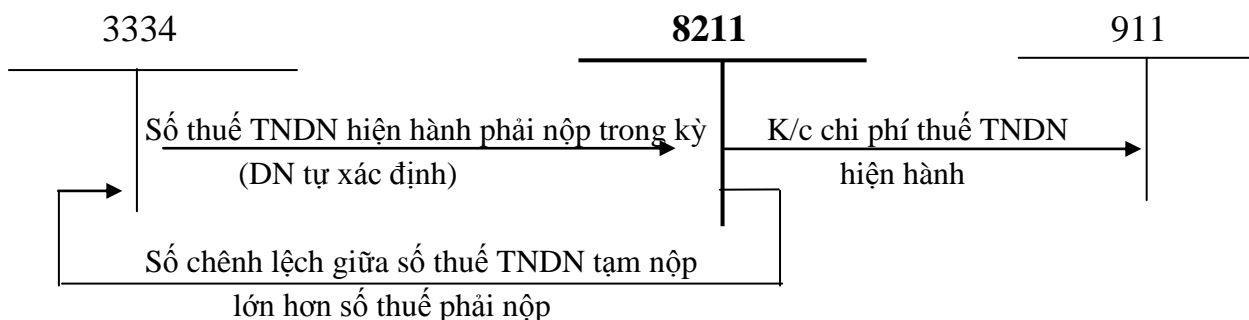 3334 8211 911
Số thuế TNDN hiện hành phải nộp trong kỳ K/c chi phí thuế TNDN
(DN tự xác định) hiện hành
Số chênh lệch giữa số thuế TNDN tạm nộp
lớn hơn số thuế phải nộp